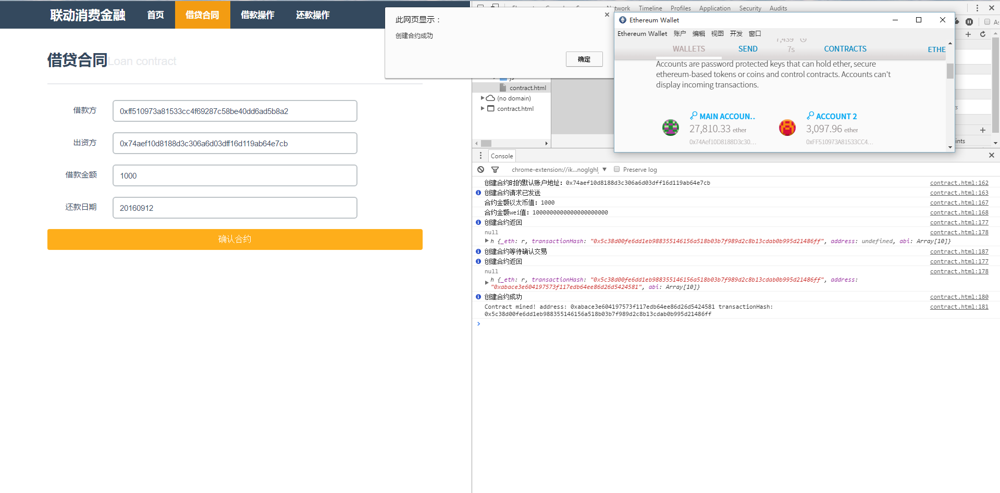 联动消费金融 首页 借贷合同 借款操作 还款操作
借贷合同Loan contract
借款方 0xff510973a81533cc4f69287c58be40dd6ad5b8a2
出资方 0x74aef10d8188d3c306a6d03dff16d119ab64e7cb
借款金额 1000
还款日期 20160912
确认合约
此网页显示：
创建合约成功
确定
Timeline Profiles Application Security Audits
contract.html
(no domain)
contract.html
Ethereum Wallet
Ethereum Wallet 账户 编辑 视图 开发 窗口
WALLETS SEND 7s CONTRACTS ETHE
Accounts are password protected keys that can hold ether, secure
ethereum-based tokens or coins and control contracts. Accounts can't
display incoming transactions.
MAIN ACCOUN..
27,810.33 ether
0x74Aef10D8188D3c30...
ACCOUNT 2
3,097.96 ether
0xFF510973A81533CC4...
Console
chrome-extension://ik...noglghl Preserve log
创建合约时的默认账户地址: 0x74aef10d8188d3c306a6d03dff16d119ab64e7cb contract.html:162
创建合约请求已发送 contract.html:163
合约金额以太币值: 1000 contract.html:167
合约金额wei值: 1000000000000000000000 contract.html:168
创建合约返回 contract.html:177
null contract.html:178
h {_eth: r, transactionHash: "0x5c38d00fe6dd1eb988355146156a518b03b7f989d2c8b13cdab0b995d21486ff", address: undefined, abi: Array[10]}
创建合约等待确认交易 contract.html:187
创建合约返回 contract.html:177
null contract.html:178
h {_eth: r, transactionHash: "0x5c38d00fe6dd1eb988355146156a518b03b7f989d2c8b13cdab0b995d21486ff", address:
"0xabace3e604197573f117edb64ee86d26d5424581", abi: Array[10]}
创建合约成功 contract.html:180
Contract mined! address: 0xabace3e604197573f117edb64ee86d26d5424581 transactionHash: contract.html:181
0x5c38d00fe6dd1eb988355146156a518b03b7f989d2c8b13cdab0b995d21486ff